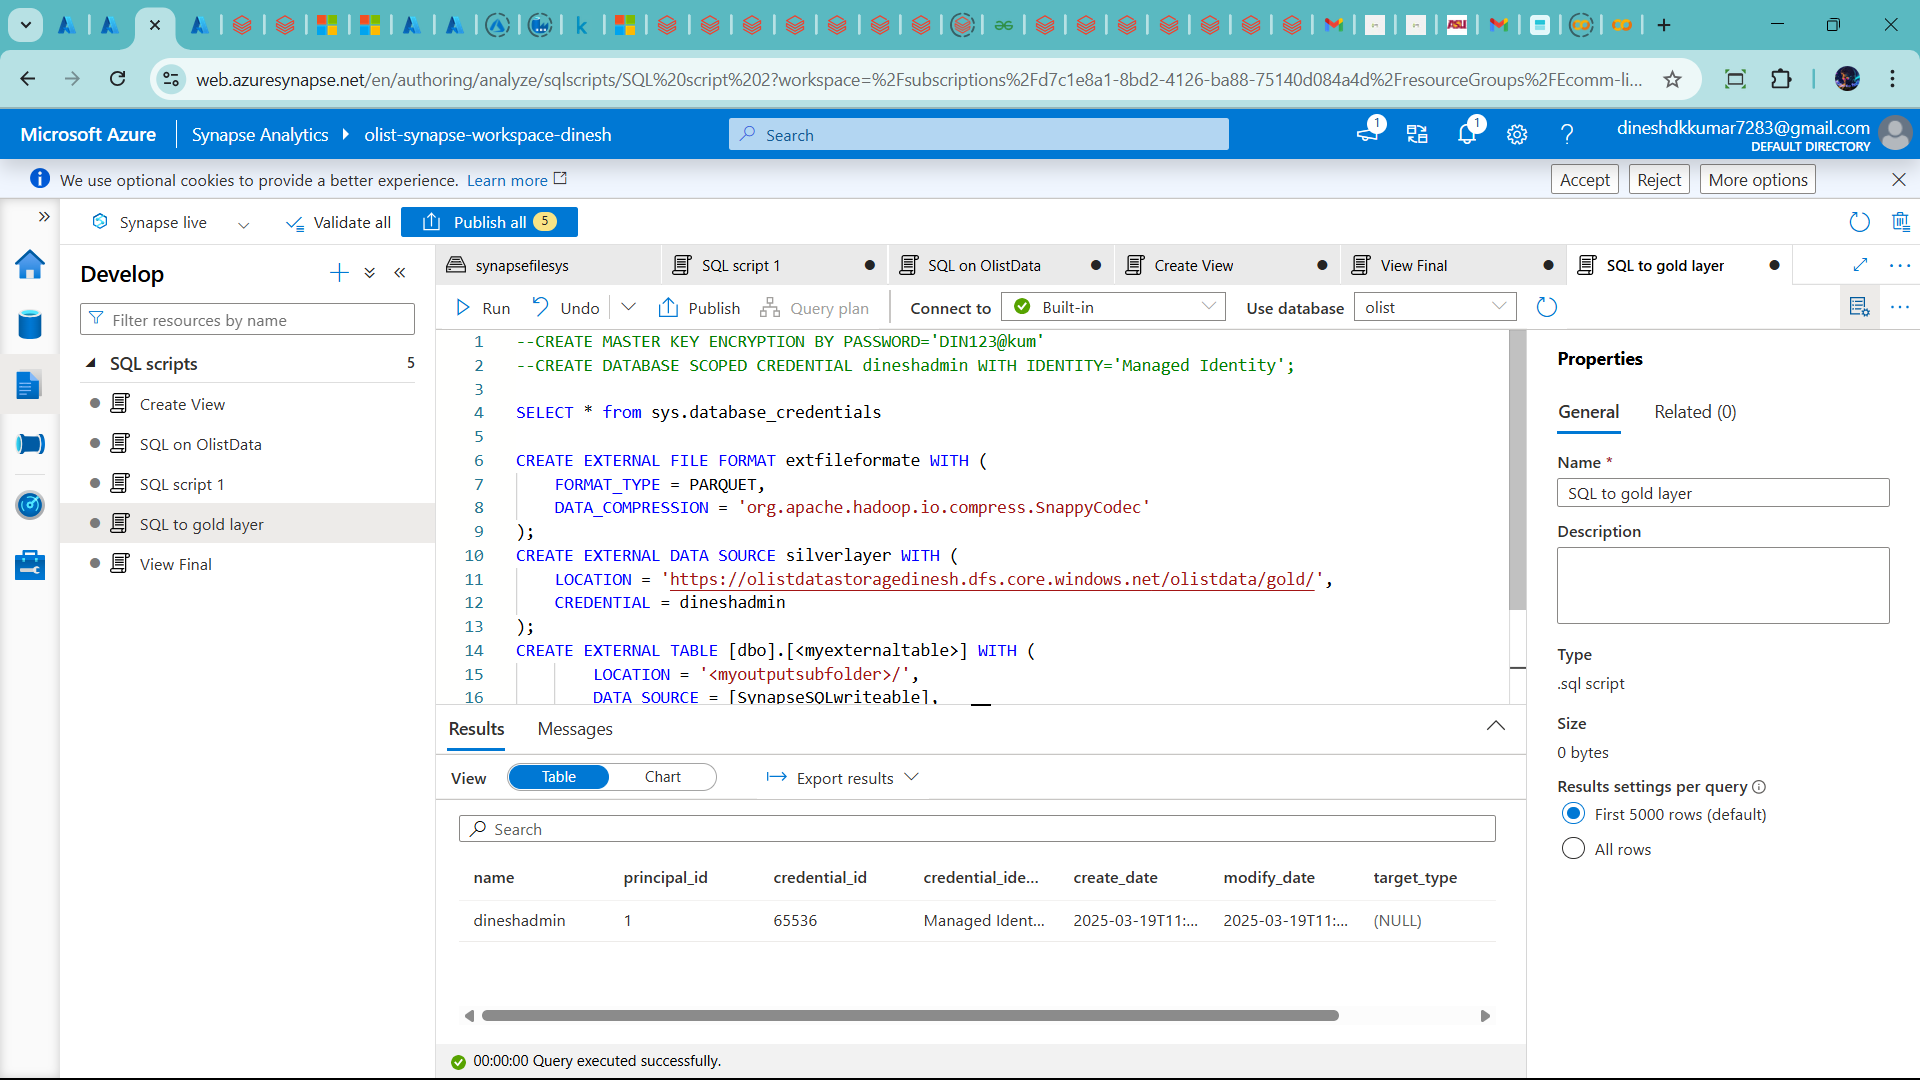 web.azuresynapse.net/en/authoring/analyze/sqlscripts/SQL%20script%202?workspace=%2Fsubscriptions%2Fd7c1e8a1-8bd2-4126-ba88-75140d084a4d%2FresourceGroups%2FEcomm-li...
Microsoft Azure
Synapse Analytics
olist-synapse-workspace-dinesh
Search
1
1
dineshdkkumar7283@gmail.com
DEFAULT DIRECTORY
We use optional cookies to provide a better experience. Learn more
Accept
Reject
More options
Synapse live
Validate all
Publish all 5
Develop
Filter resources by name
SQL scripts 5
Create View
SQL on OlistData
SQL script 1
SQL to gold layer
View Final
synapsefilesys
SQL script 1
SQL on OlistData
Create View
View Final
SQL to gold layer
Run
Undo
Publish
Query plan
Connect to
Built-in
Use database
olist
1 --CREATE MASTER KEY ENCRYPTION BY PASSWORD='DIN123@kum'
2 --CREATE DATABASE SCOPED CREDENTIAL dineshadmin WITH IDENTITY='Managed Identity';
3
4 SELECT * from sys.database_credentials
5
6 CREATE EXTERNAL FILE FORMAT extfileformate WITH (
7 FORMAT_TYPE = PARQUET,
8 DATA_COMPRESSION = 'org.apache.hadoop.io.compress.SnappyCodec'
9 );
10 CREATE EXTERNAL DATA SOURCE silverlayer WITH (
11 LOCATION = 'https://olistdatastoragedinesh.dfs.core.windows.net/olistdata/gold/',
12 CREDENTIAL = dineshadmin
13 );
14 CREATE EXTERNAL TABLE [dbo].[<myexternaltable>] WITH (
15 LOCATION = '<myoutputsubfolder>/',
16 DATA_SOURCE = [SynapseSQLwriteable],
Results
Messages
View
Table
Chart
Export results
Search
name principal_id credential_id credential_ide... create_date modify_date target_type
dineshadmin 1 65536 Managed Ident... 2025-03-19T11:... 2025-03-19T11:... (NULL)
00:00:00 Query executed successfully.
Properties
General
Related (0)
Name *
SQL to gold layer
Description
Type
.sql script
Size
0 bytes
Results settings per query
First 5000 rows (default)
All rows